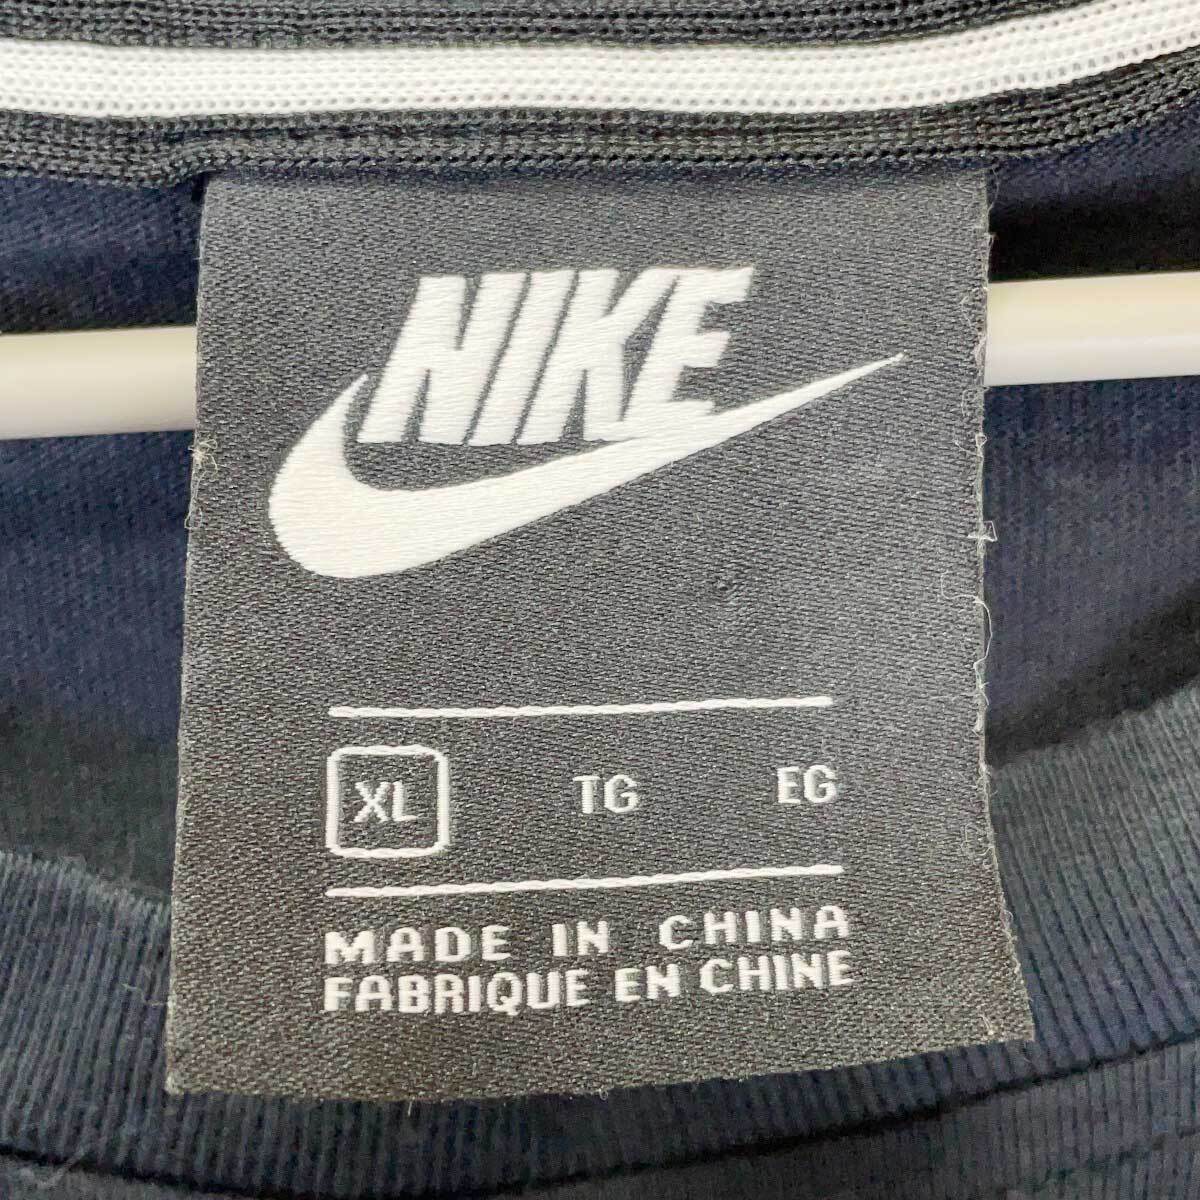 NIKE
XL TG EG
MADE IN CHINA
FABRIQUE EN CHINE